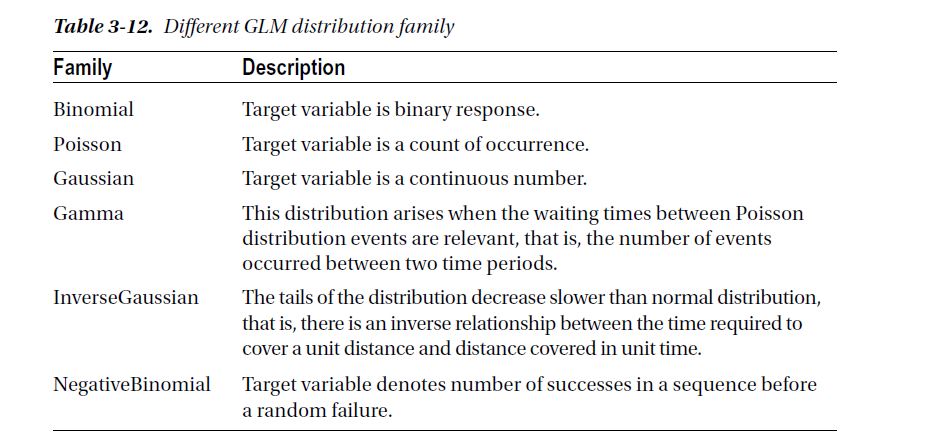 Table 3-12. Different GLM distribution family
Family Description
Binomial Target variable is binary response.
Poisson Target variable is a count of occurrence.
Gaussian Target variable is a continuous number.
Gamma This distribution arises when the waiting times between Poisson
distribution events are relevant, that is, the number of events
occurred between two time periods.
InverseGaussian The tails of the distribution decrease slower than normal distribution,
that is, there is an inverse relationship between the time required to
cover a unit distance and distance covered in unit time.
NegativeBinomial Target variable denotes number of successes in a sequence before
a random failure.